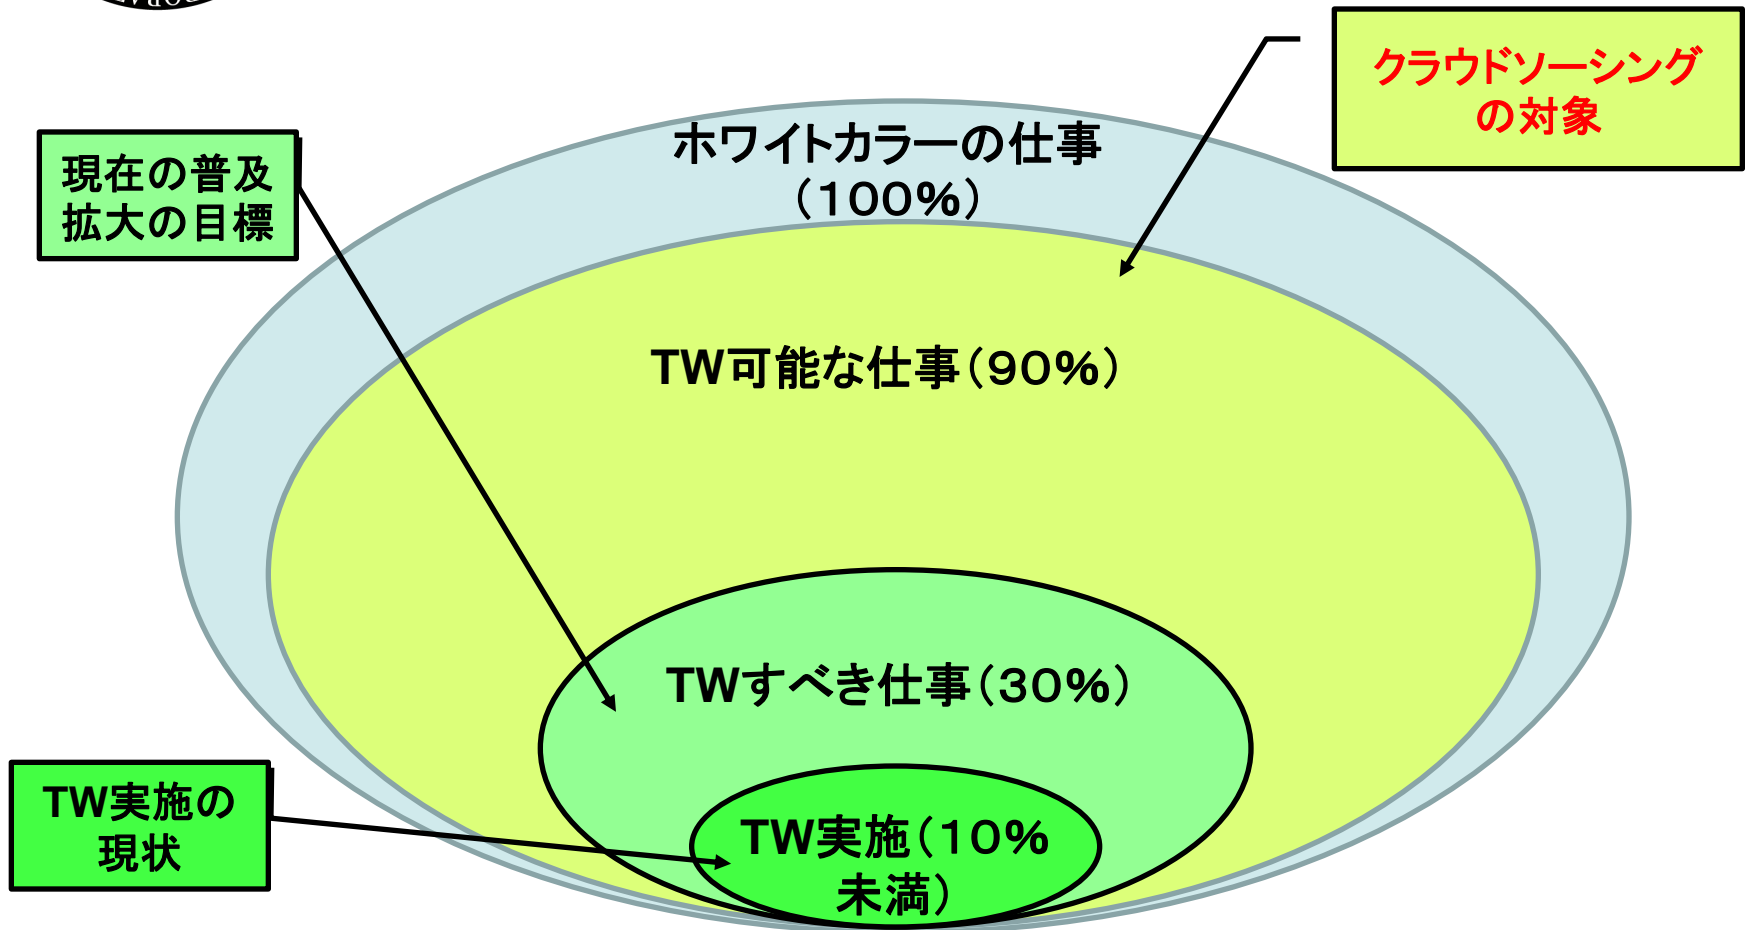 クラウドソーシング
の対象
現在の普及
拡大の目標
ホワイトカラーの仕事
（100%）
TW可能な仕事（90%）
TWすべき仕事（30%）
TW実施の
現状
TW実施（10%
未満）